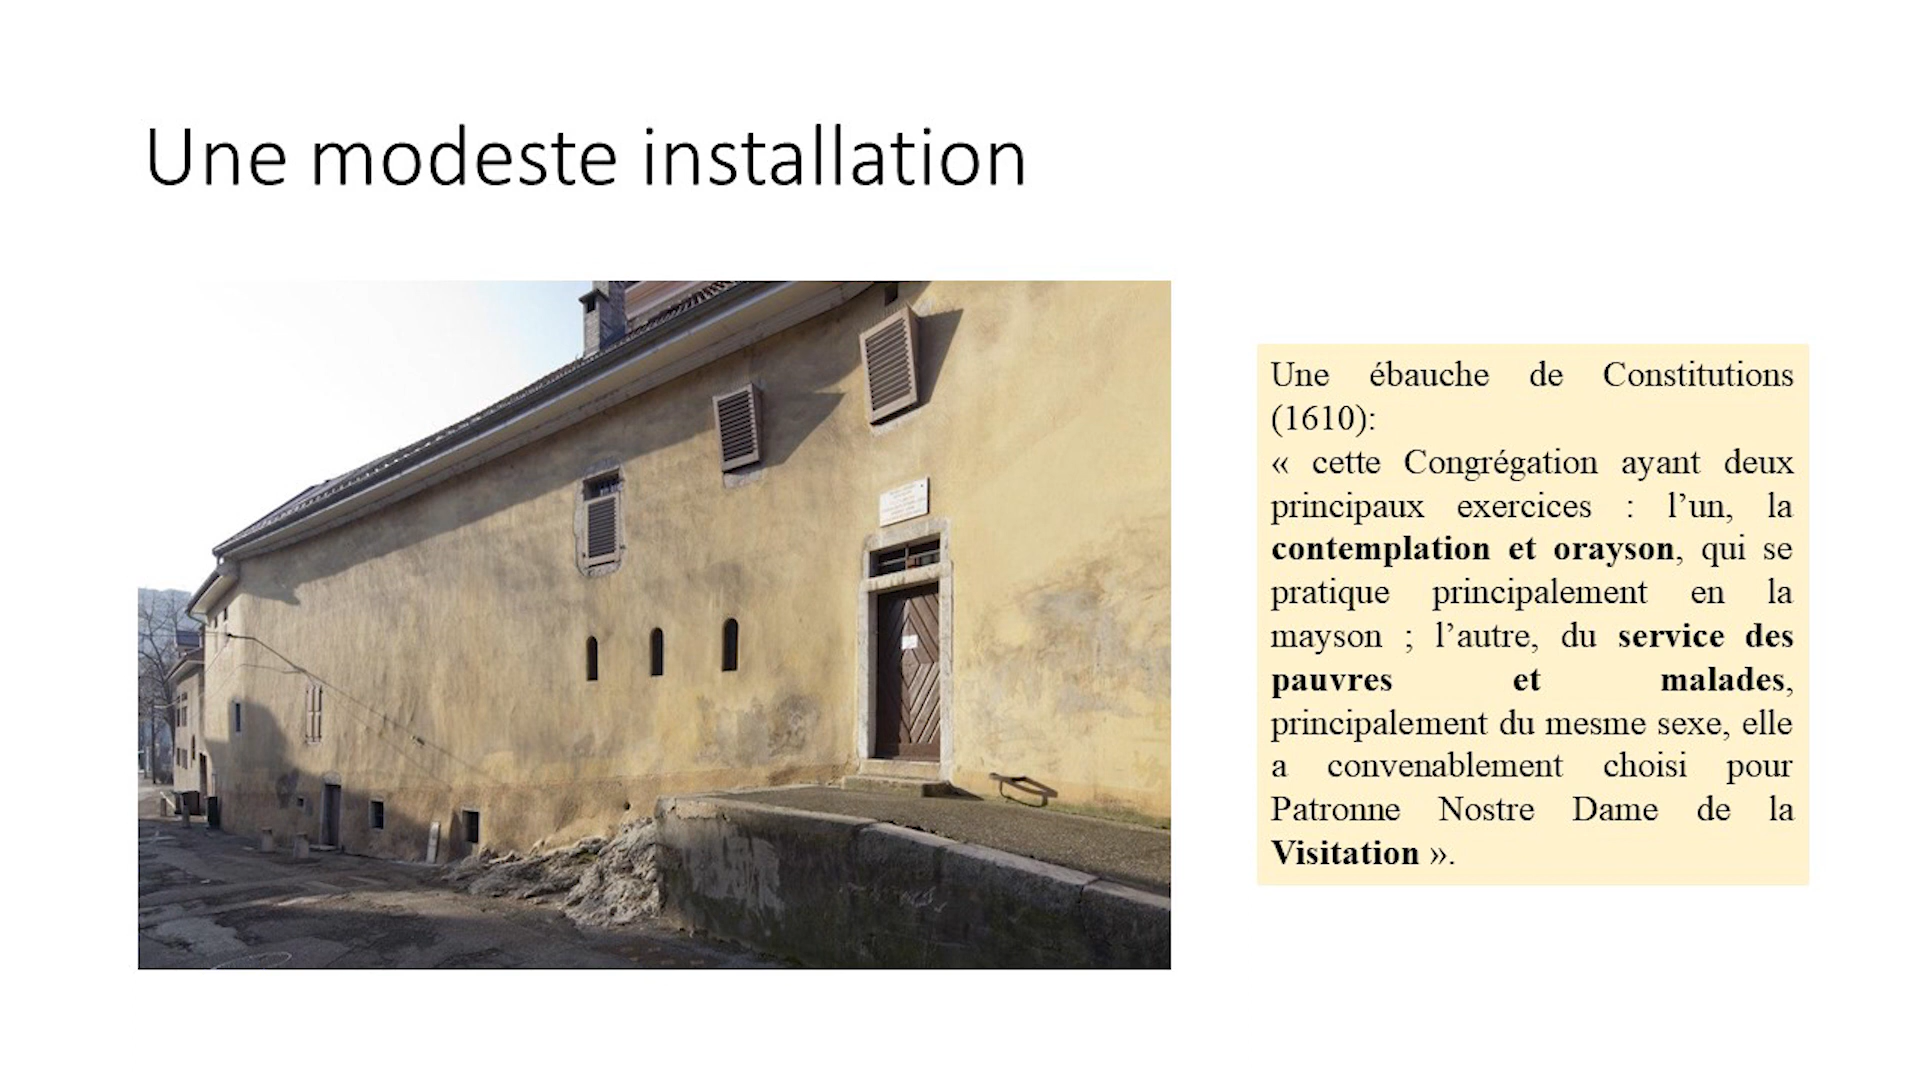 Une modeste installation
Une ébauche de Constitutions
(1610):
« cette Congrégation ayant deux
principaux exercices : l’un, la
contemplation et orayson, qui se
pratique principalement en la
mayson ; l’autre, du service des
pauvres et malades,
principalement du mesme sexe, elle
a convenablement choisi pour
Patronne Nostre Dame de la
Visitation ».